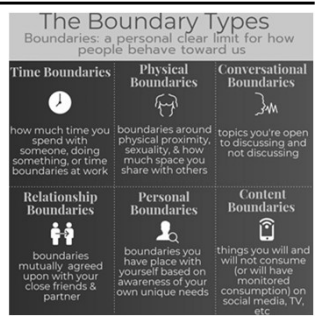 The Boundary Types
Boundaries: a personal clear limit for how
people behave toward us
Time Boundaries
how much time you
spend with
someone, doing
something, or time
boundaries at work
Physical
Boundaries
boundaries around
physical proximity,
sexuality, & how
much space you
share with others
Conversational
Boundaries
topics you're open
to discussing and
not discussing
Relationship
Boundaries
boundaries
mutually agreed
upon with your
close friends &
partner
Personal
Boundaries
boundaries you
have place with
yourself based on
awareness of your
own unique needs
Content
Boundaries
things you will and
will not consume
(or will have
monitored
consumption) on
social media, TV,
etc